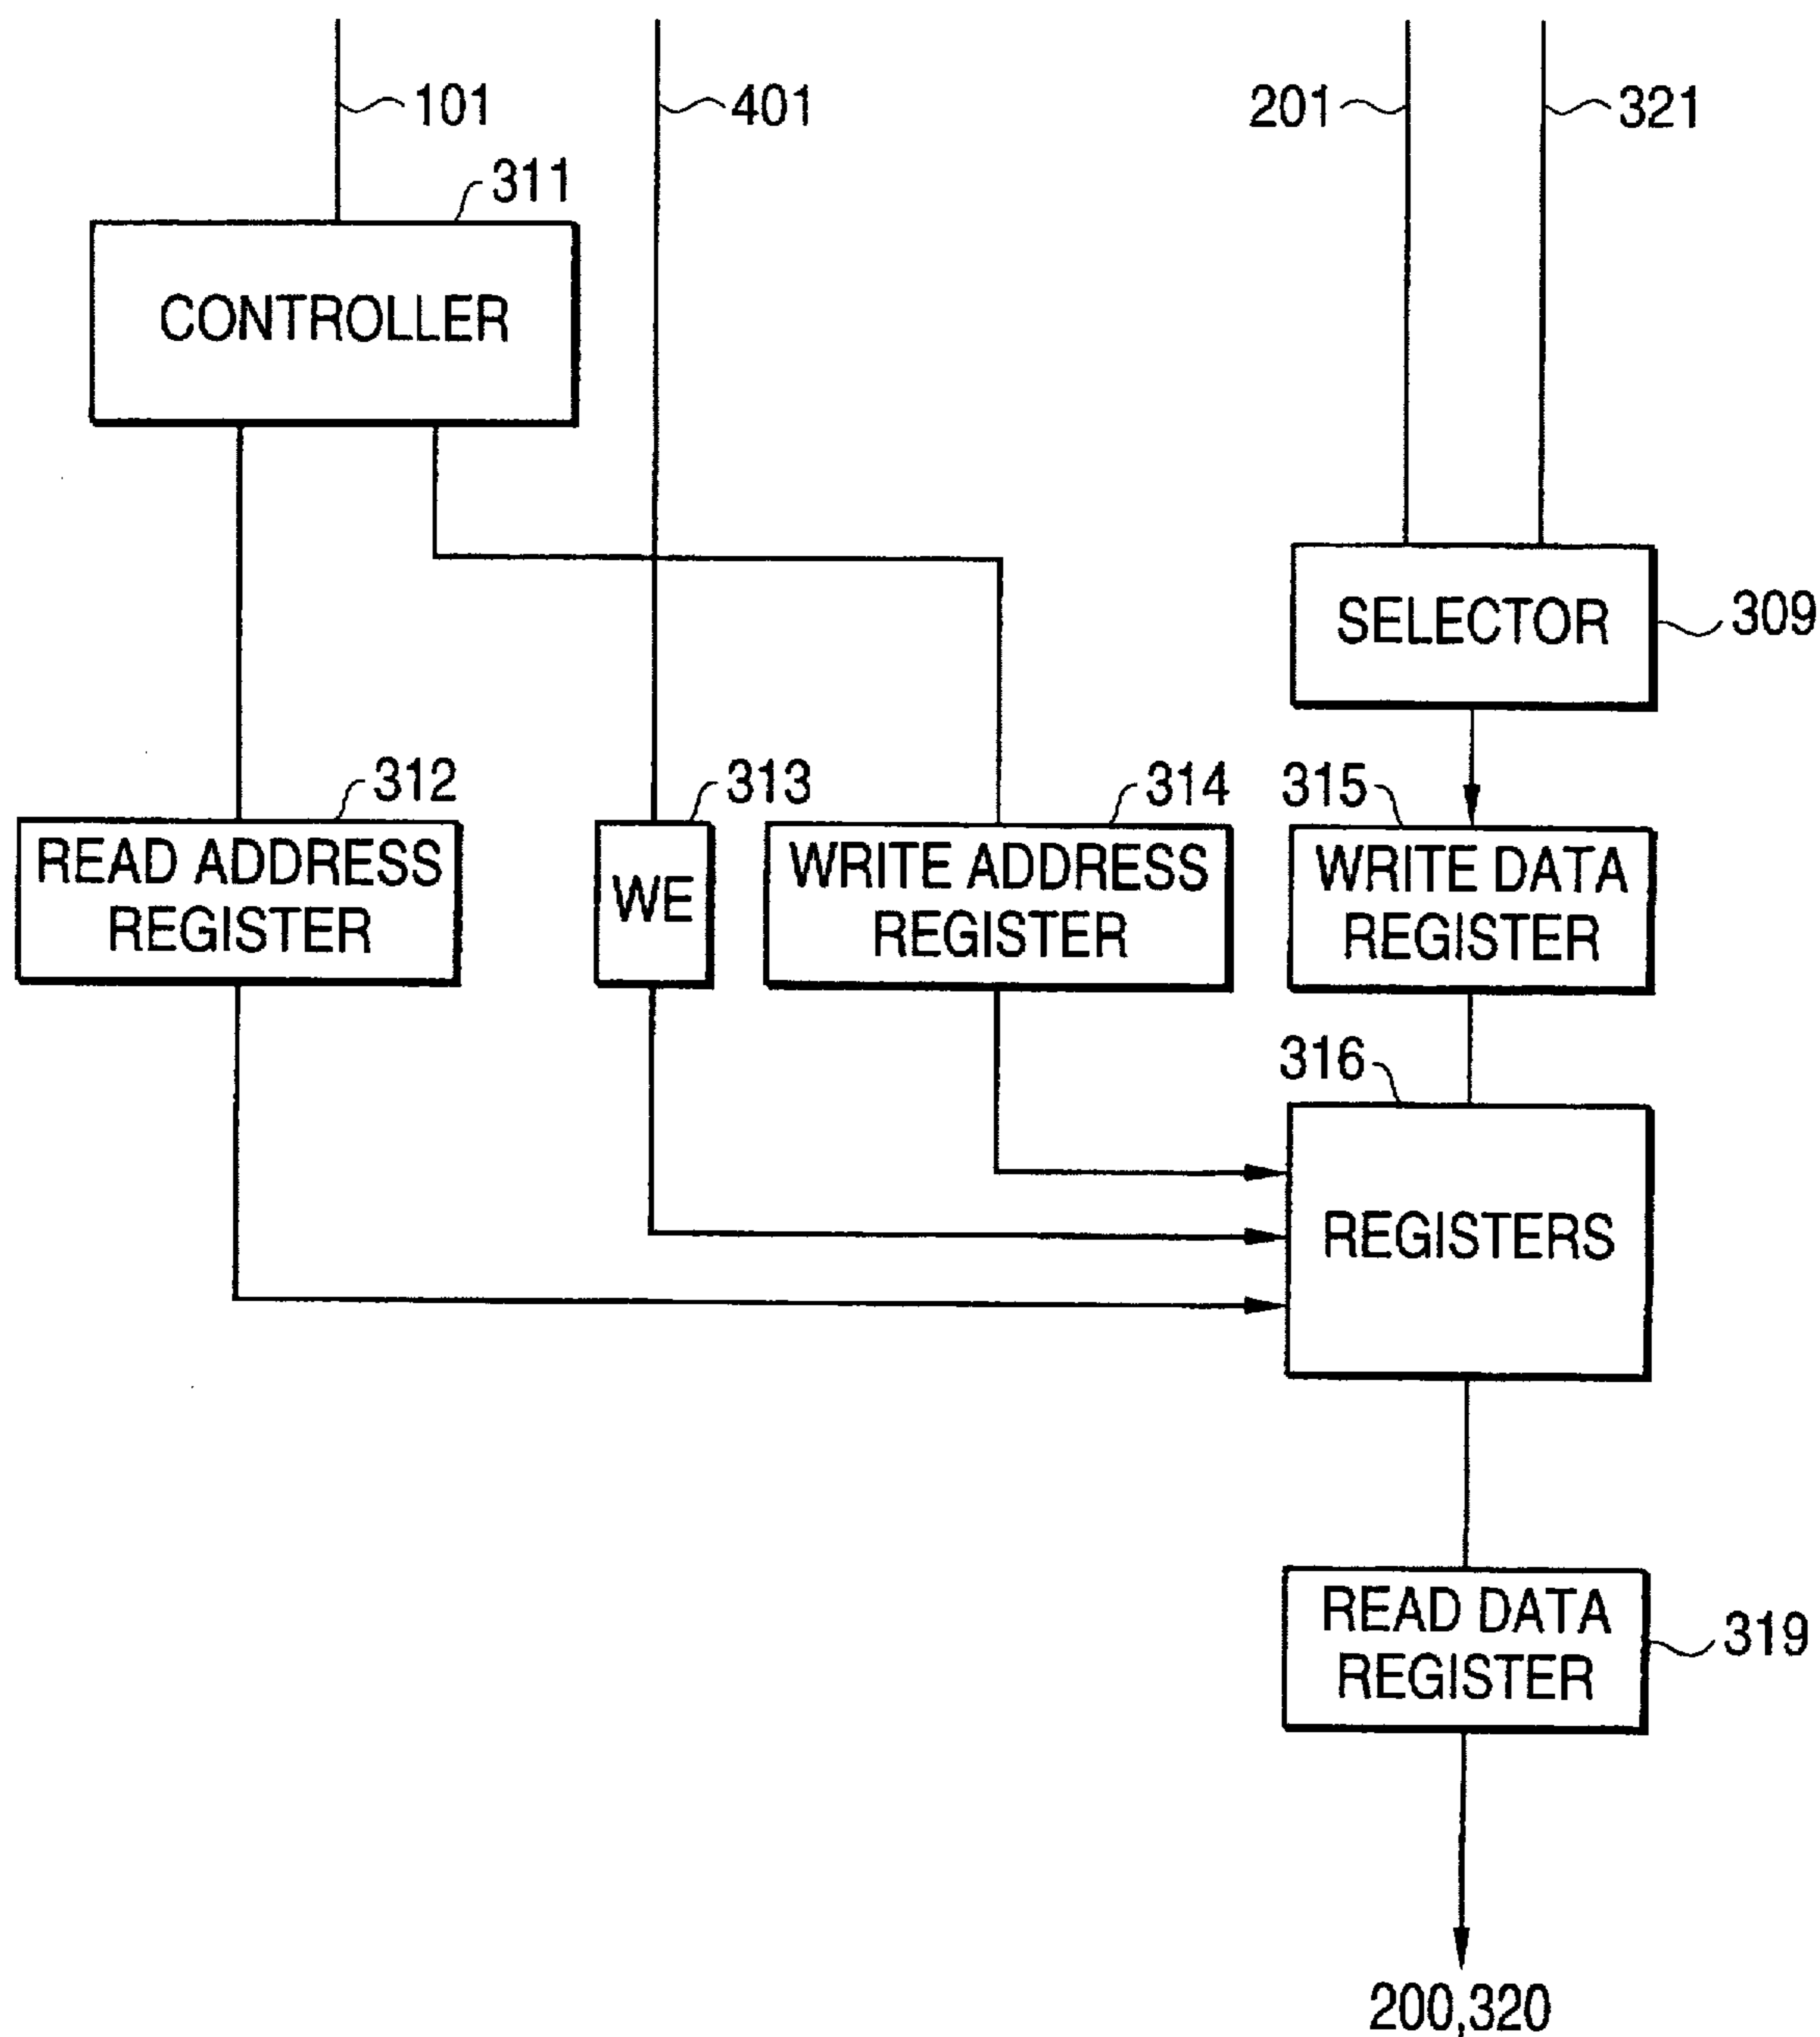 101
401
201
321
311
CONTROLLER
SELECTOR
309
312
313
314
315
READ ADDRESS
REGISTER
WE
WRITE ADDRESS
REGISTER
WRITE DATA
REGISTER
316
REGISTERS
READ DATA
REGISTER
319
200,320